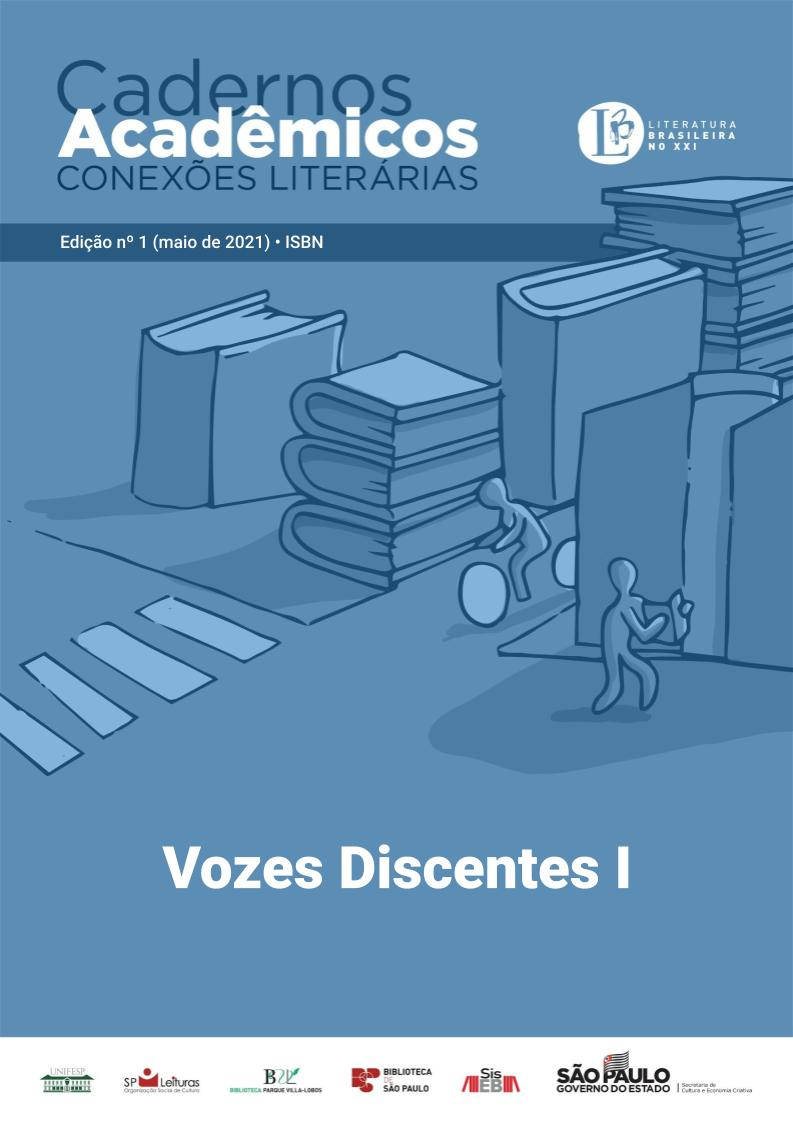 Cadernos
Acadêmicos
CONEXÕES LITERÁRIAS
LB
LITERATURA
BRASILEIRA
NO XXI
Edição nº 1 (maio de 2021) • ISBN
Vozes Discentes I
UNIFESP
SP Leituras
Organização Social de Cultura
BVL
BIBLIOTECA PARQUE VILLA-LOBOS
BIBLIOTECA
DE
SÃO PAULO
Sis
EB
SÃO PAULO
GOVERNO DO ESTADO
Secretaria de
Cultura e Economia Criativa